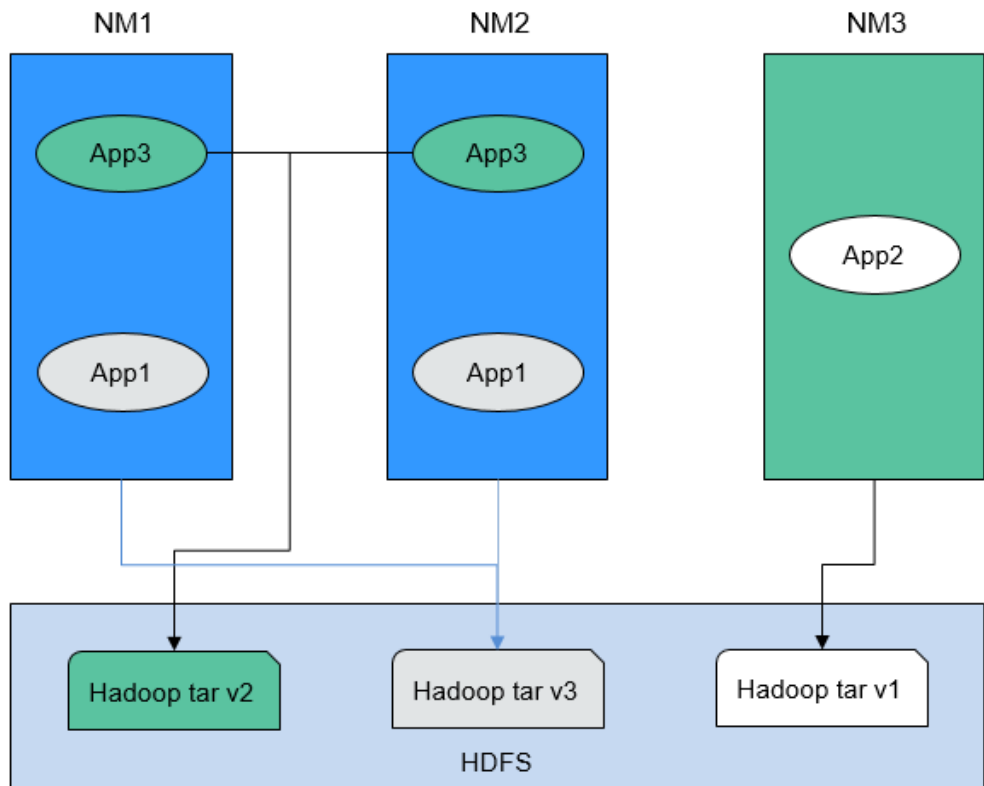 NM1
NM2
NM3
App3
App3
App2
App1
App1
Hadoop tar v2
Hadoop tar v3
Hadoop tar v1
HDFS